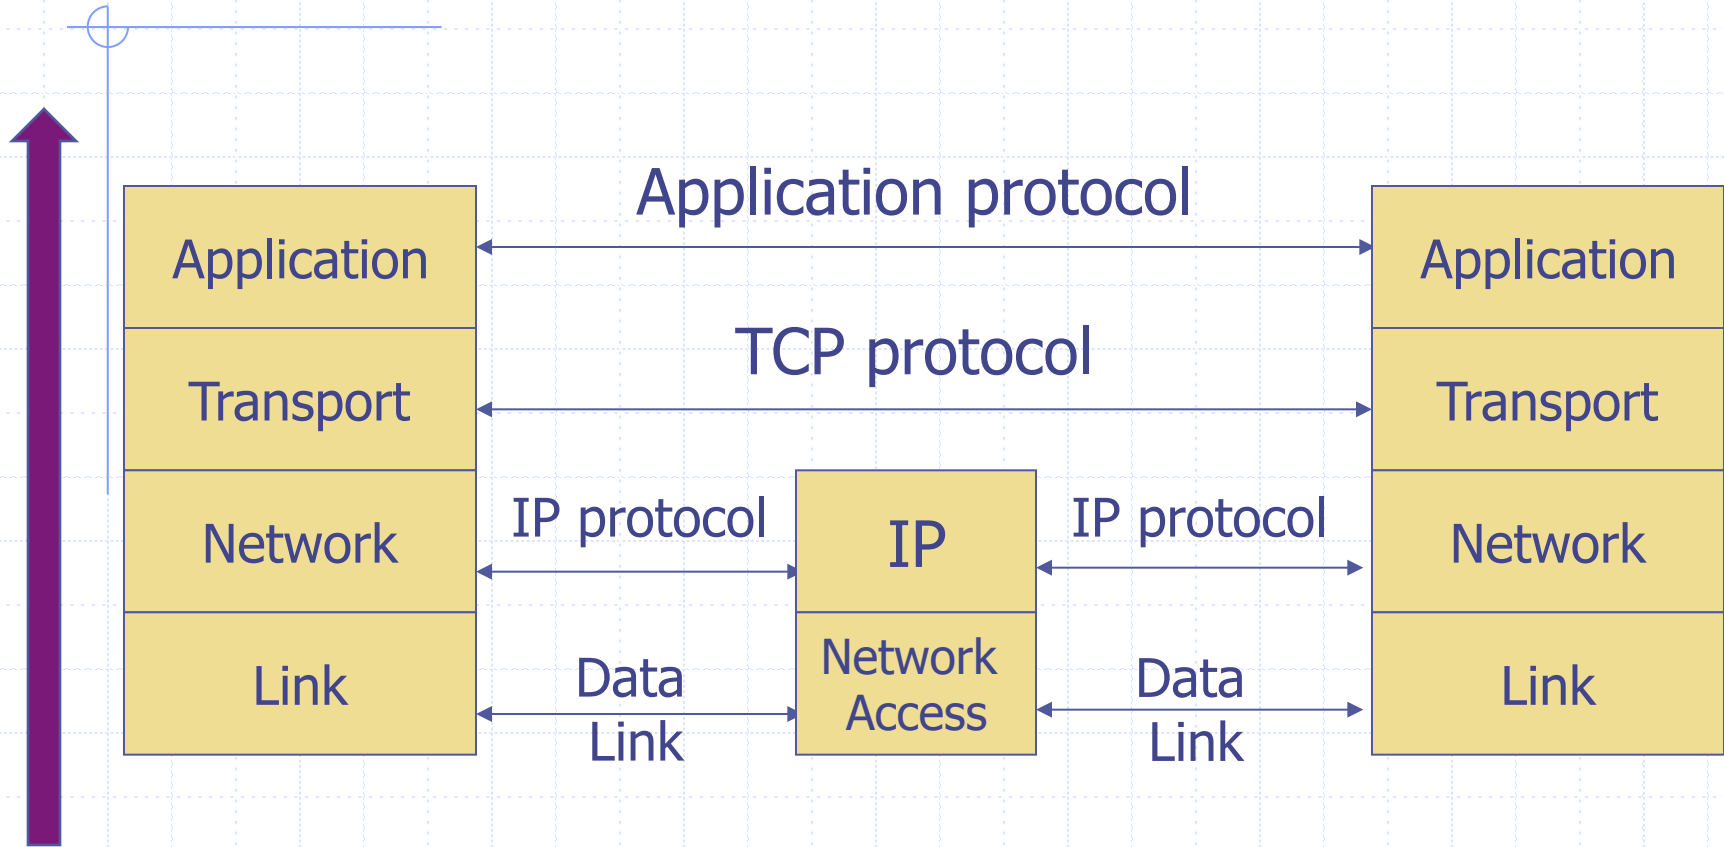 Application protocol
Application
Application
TCP protocol
Transport
Transport
IP protocol
IP
IP protocol
Network
Network
Data
Link
Network
Access
Data
Link
Link
Link